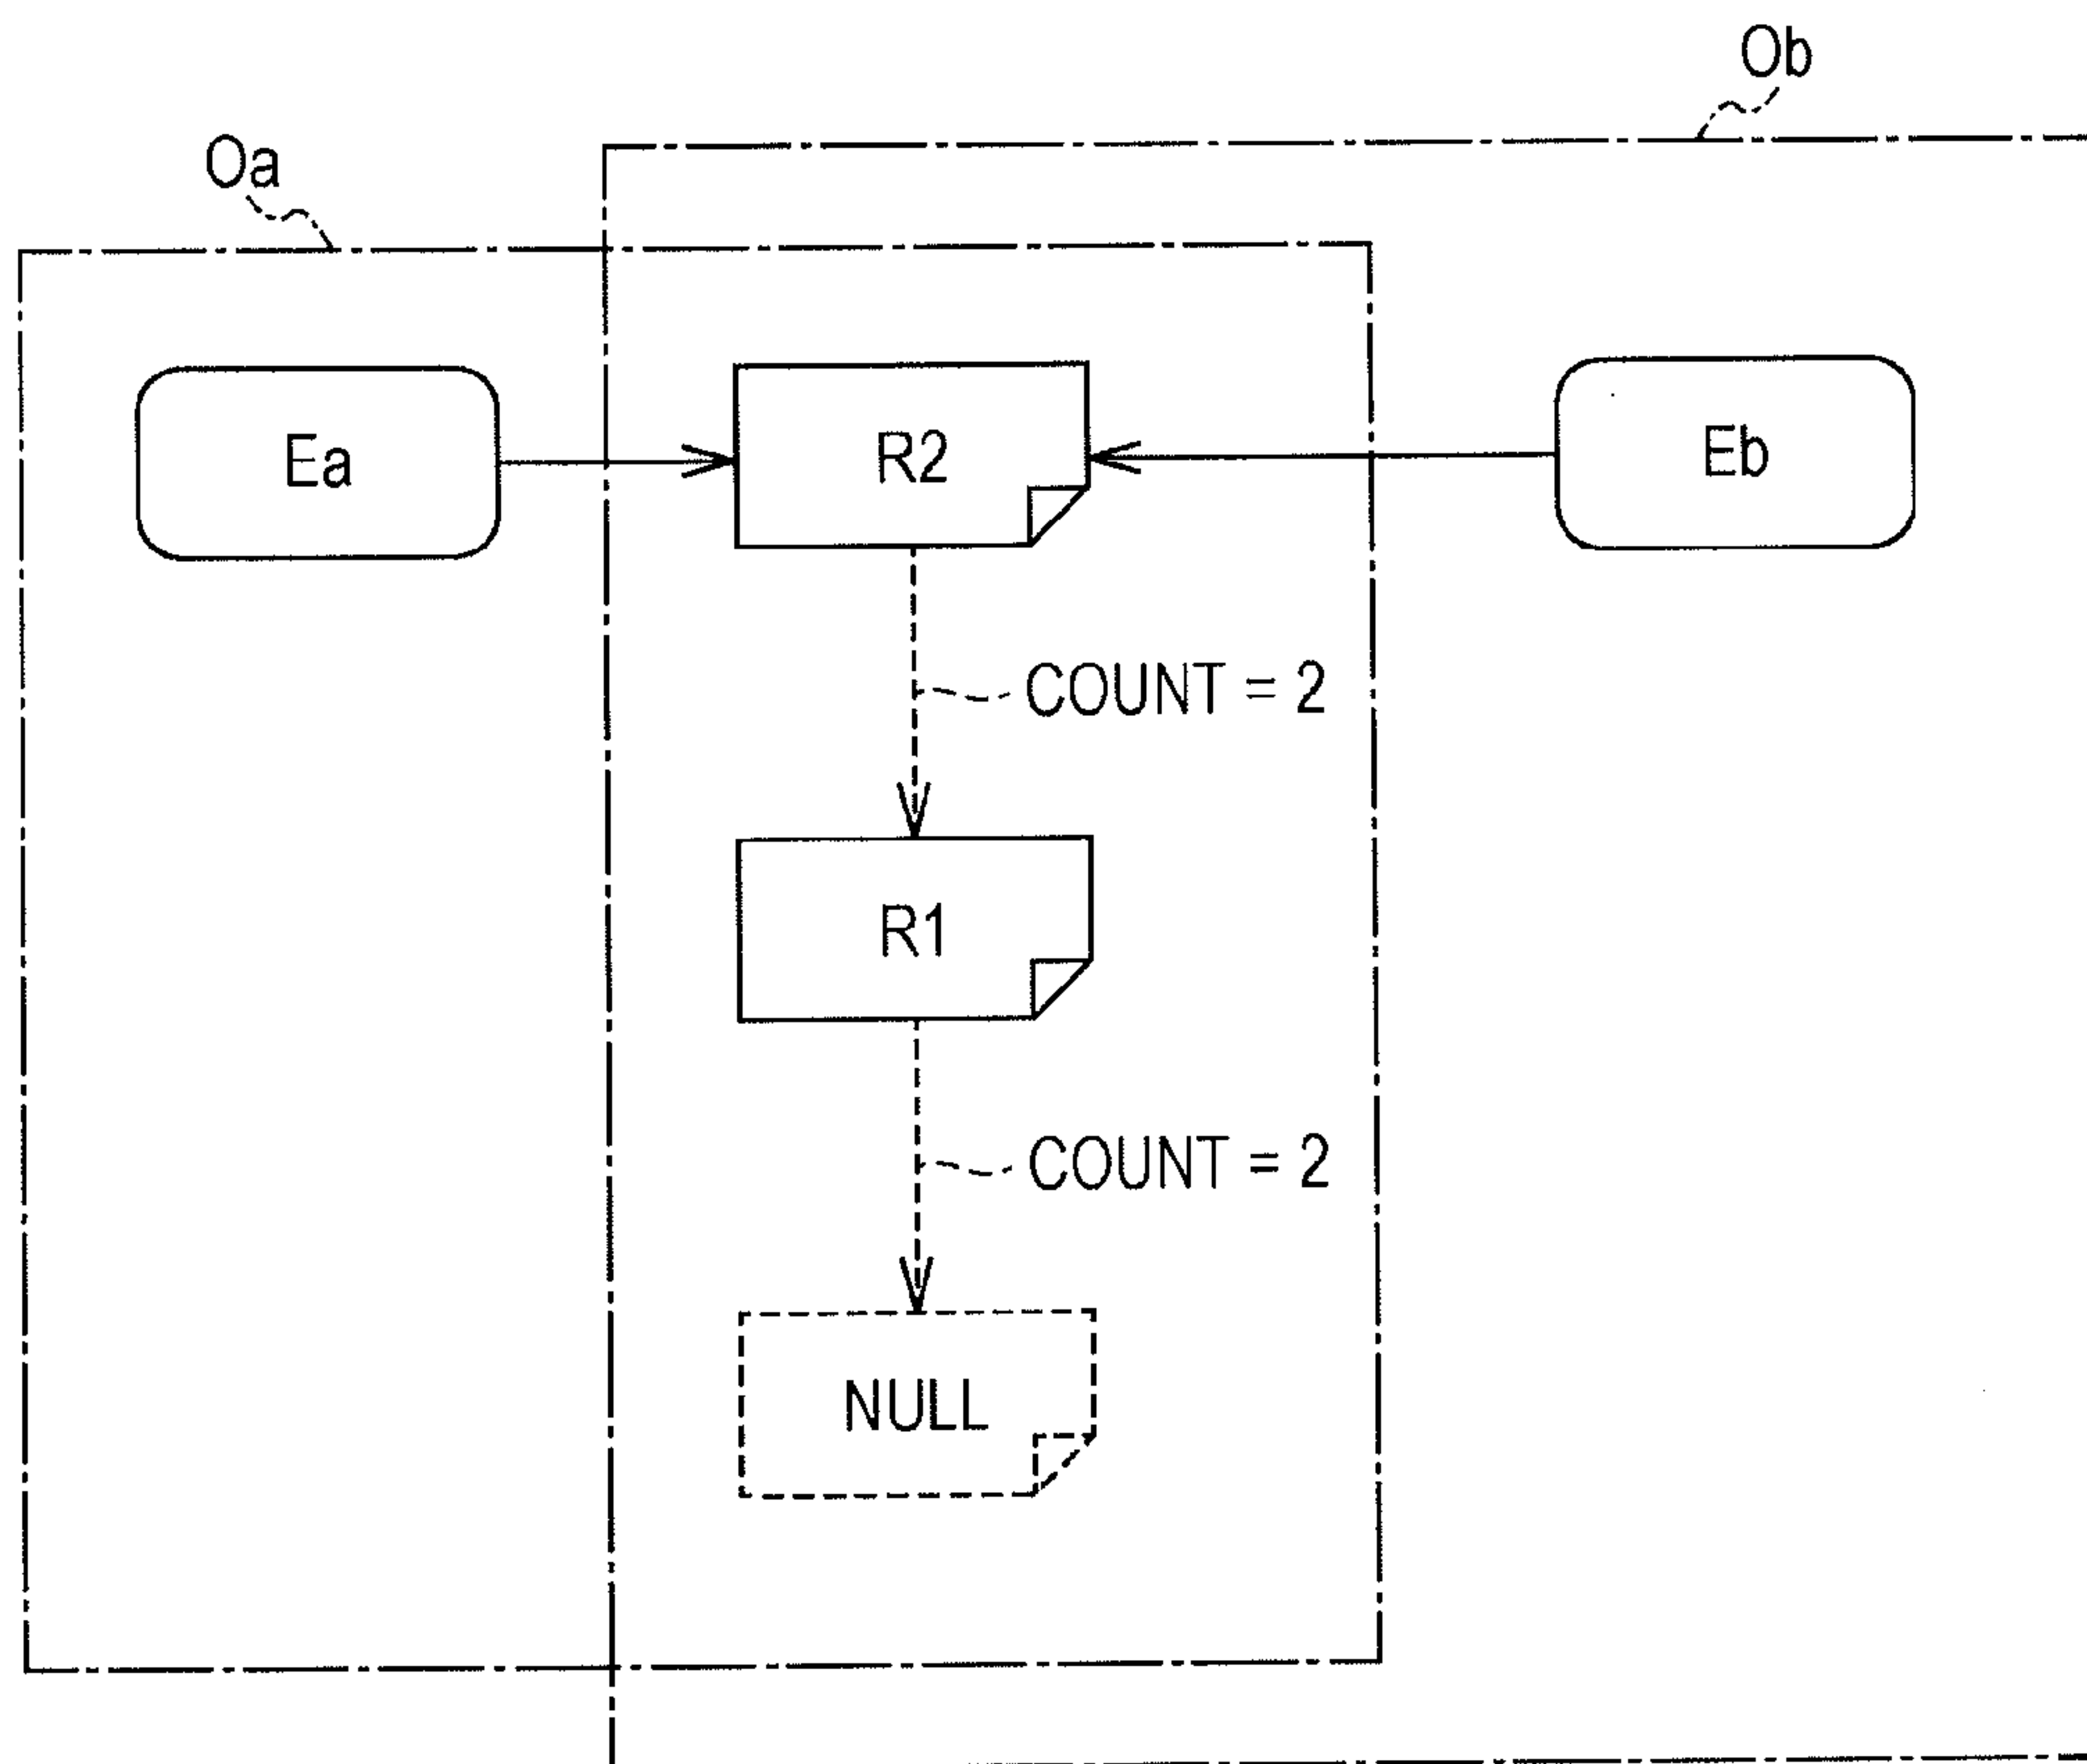 Ob
Oa
Ea
R2
Eb
COUNT = 2
R1
COUNT = 2
NULL